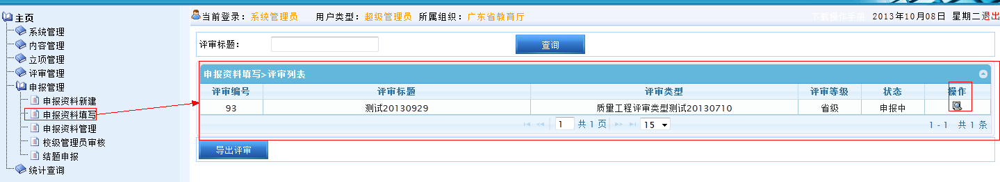 主页
系统管理
内容管理
立项管理
评审管理
申报管理
申报资料新建
申报资料填写
申报资料管理
校级管理员审核
结题申报
统计查询
当前登录：系统管理员 用户类型：超级管理员 所属组织：广东省教育厅 下载操作手册 2013年10月08日 星期二退出
评审标题： 查询
申报资料填写>评审列表
评审编号 评审标题 评审类型 评审等级 状态 操作
93 测试20130929 质量工程评审类型测试20130710 省级 申报中
1 共 1 页 15 1 - 1 共 1 条
导出评审